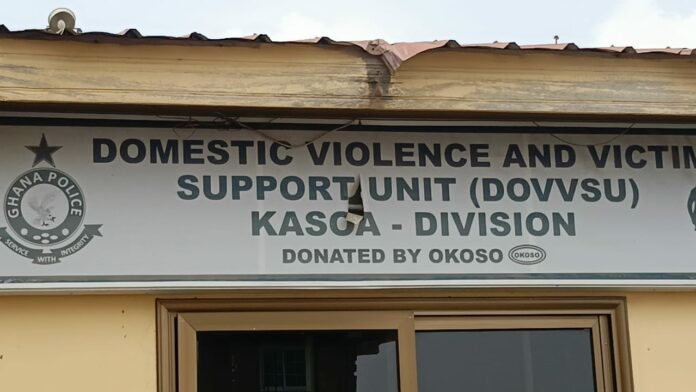 DOMESTIC VIOLENCE AND VICTIM
SUPPORT UNIT (DOVVSU)
KASOA - DIVISION
DONATED BY OKOSO OKOSO
GHANA POLICE
SERVICE WITH INTEGRITY